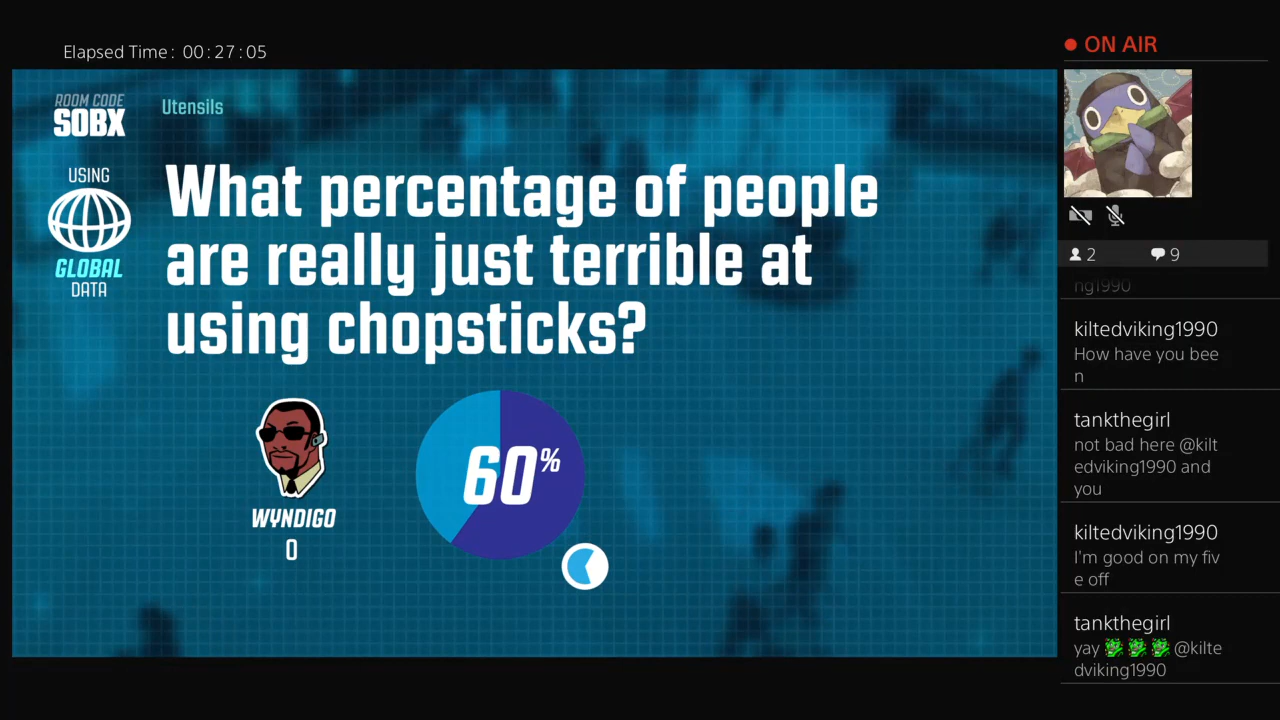 Elapsed Time: 00:27:05
ON AIR
ROOM CODE
SOBX
Utensils
USING
GLOBAL
DATA
What percentage of people
are really just terrible at
using chopsticks?
WYNDIGO
0
60%
2
9
ng1990
kiltedviking1990
How have you bee
n
tankthegirl
not bad here @kilt
edviking1990 and
you
kiltedviking1990
I'm good on my fiv
e off
tankthegirl
yay @kilte
dviking1990